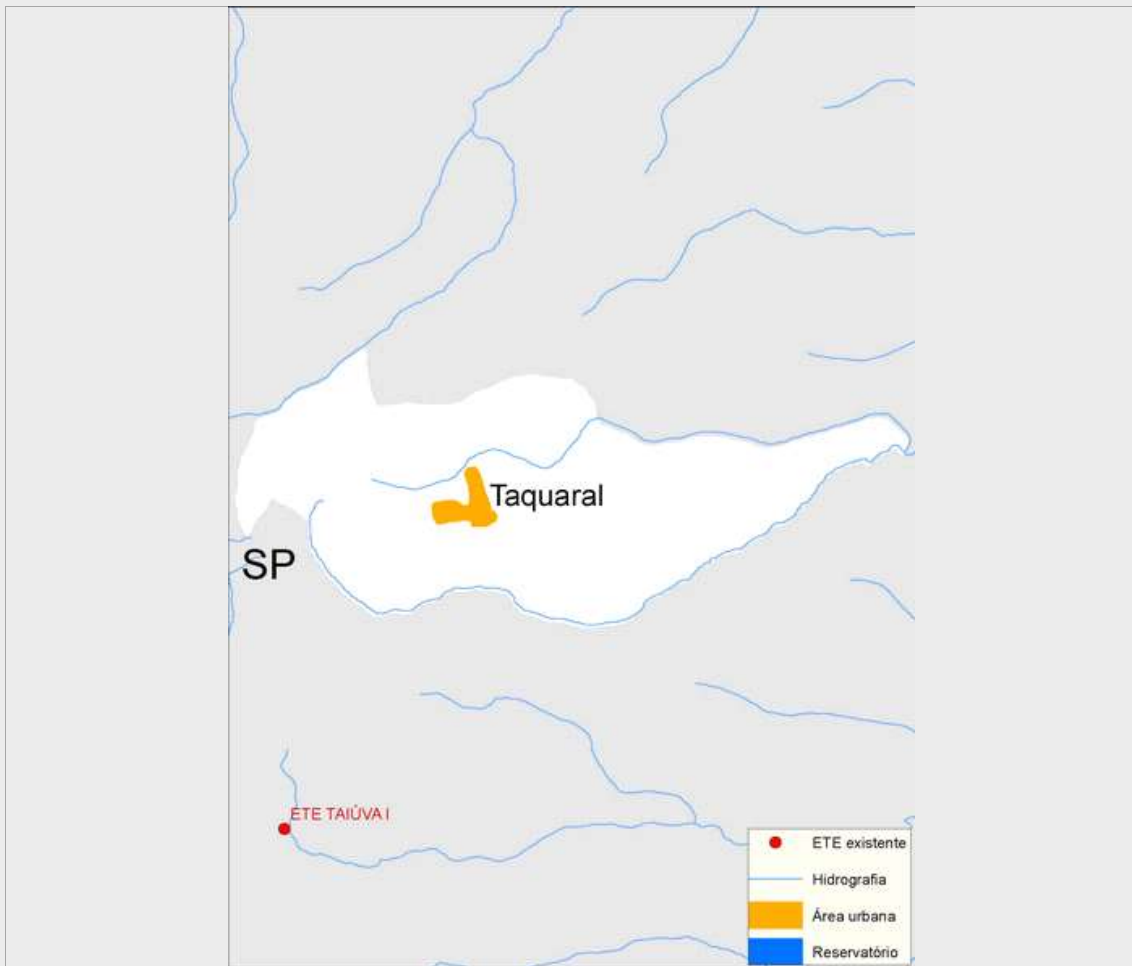 Taquaral
SP
ETE TAIÚVA I
ETE existente
Hidrografia
Área urbana
Reservatório